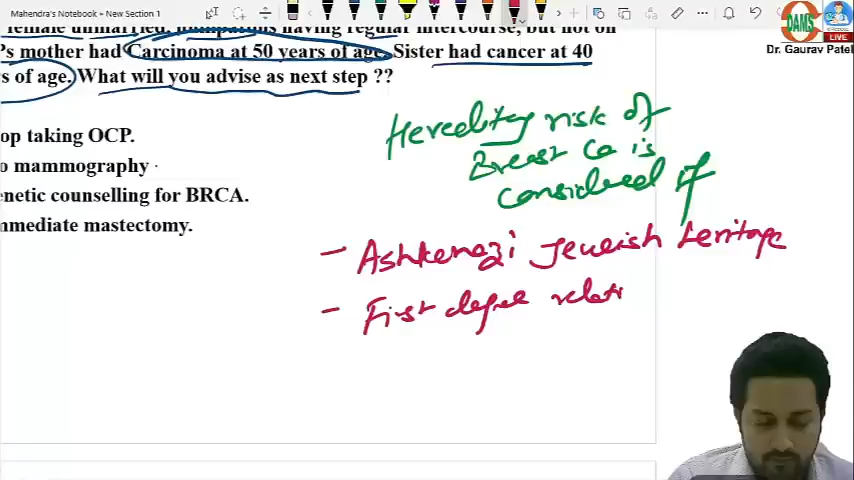 Mahendra's Notebook • New Section 1
female unmarried, nulliparous having regular intercourse, but not on
P's mother had Carcinoma at 50 years of age. Sister had cancer at 40
s of age. What will you advise as next step ??
op taking OCP.
o mammography
enetic counselling for BRCA.
mmediate mastectomy.
Hereditary risk of
Breast Ca is
considered if
- Ashkenazi Jewish heritage
- First degree relati
DAMS
LIVE
Dr. Gaurav Patel